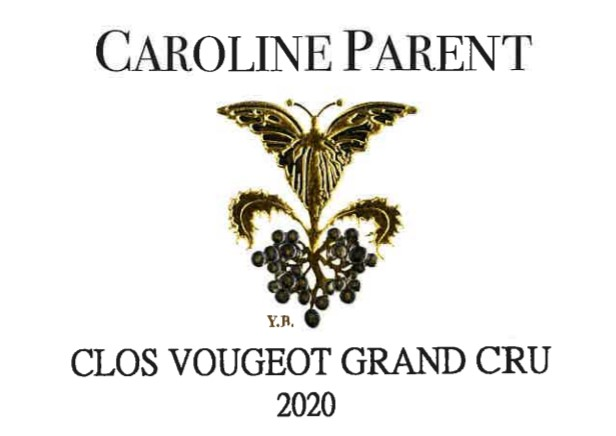 CAROLINE PARENT
Y.B.
CLOS VOUGEOT GRAND CRU
2020